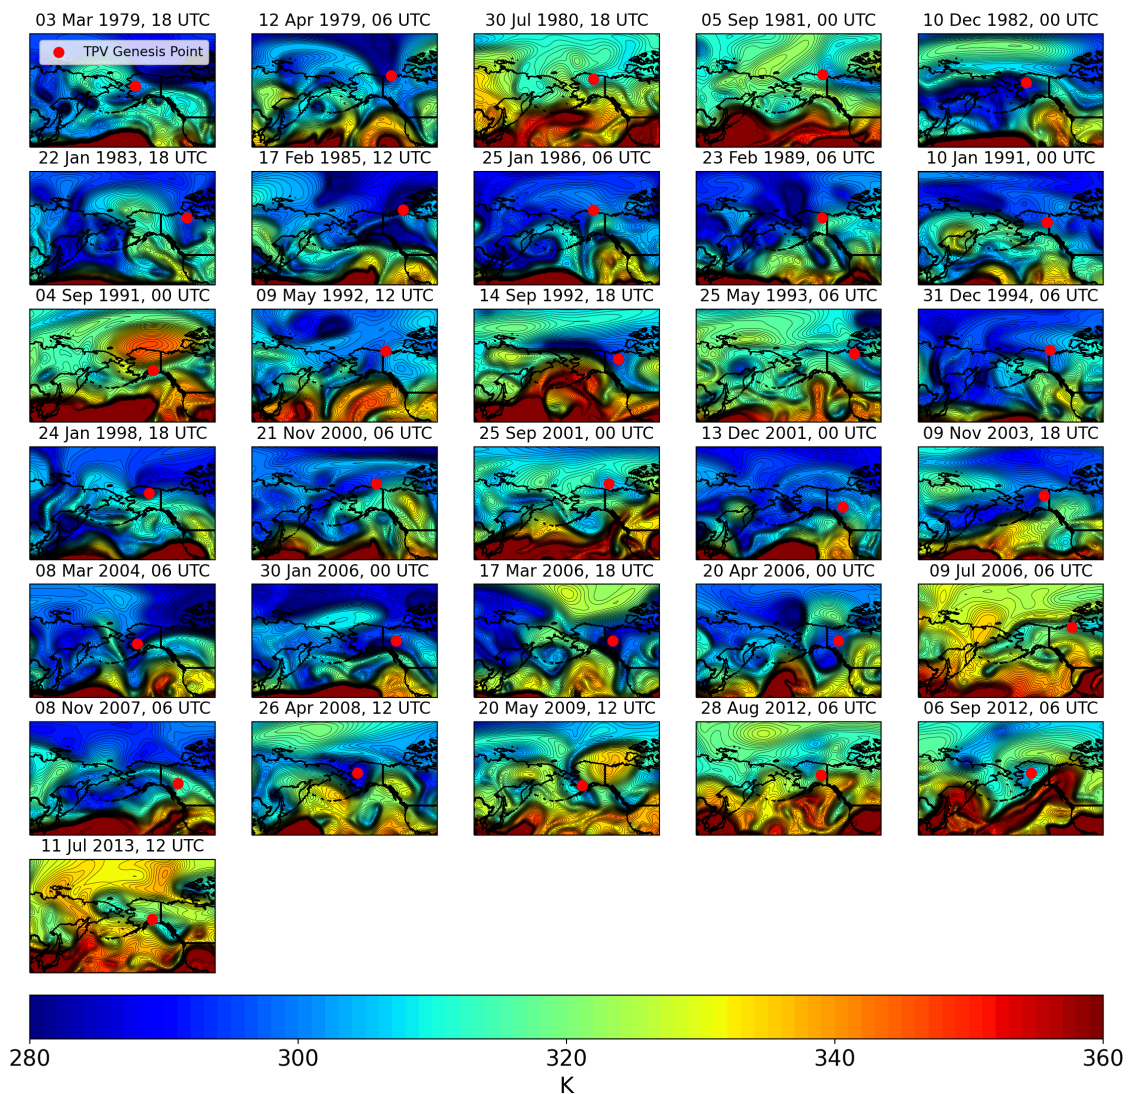 03 Mar 1979, 18 UTC
12 Apr 1979, 06 UTC
30 Jul 1980, 18 UTC
05 Sep 1981, 00 UTC
10 Dec 1982, 00 UTC
TPV Genesis Point
22 Jan 1983, 18 UTC
17 Feb 1985, 12 UTC
25 Jan 1986, 06 UTC
23 Feb 1989, 06 UTC
10 Jan 1991, 00 UTC
04 Sep 1991, 00 UTC
09 May 1992, 12 UTC
14 Sep 1992, 18 UTC
25 May 1993, 06 UTC
31 Dec 1994, 06 UTC
24 Jan 1998, 18 UTC
21 Nov 2000, 06 UTC
25 Sep 2001, 00 UTC
13 Dec 2001, 00 UTC
09 Nov 2003, 18 UTC
08 Mar 2004, 06 UTC
30 Jan 2006, 00 UTC
17 Mar 2006, 18 UTC
20 Apr 2006, 00 UTC
09 Jul 2006, 06 UTC
08 Nov 2007, 06 UTC
26 Apr 2008, 12 UTC
20 May 2009, 12 UTC
28 Aug 2012, 06 UTC
06 Sep 2012, 06 UTC
11 Jul 2013, 12 UTC
280
300
320
340
360
K